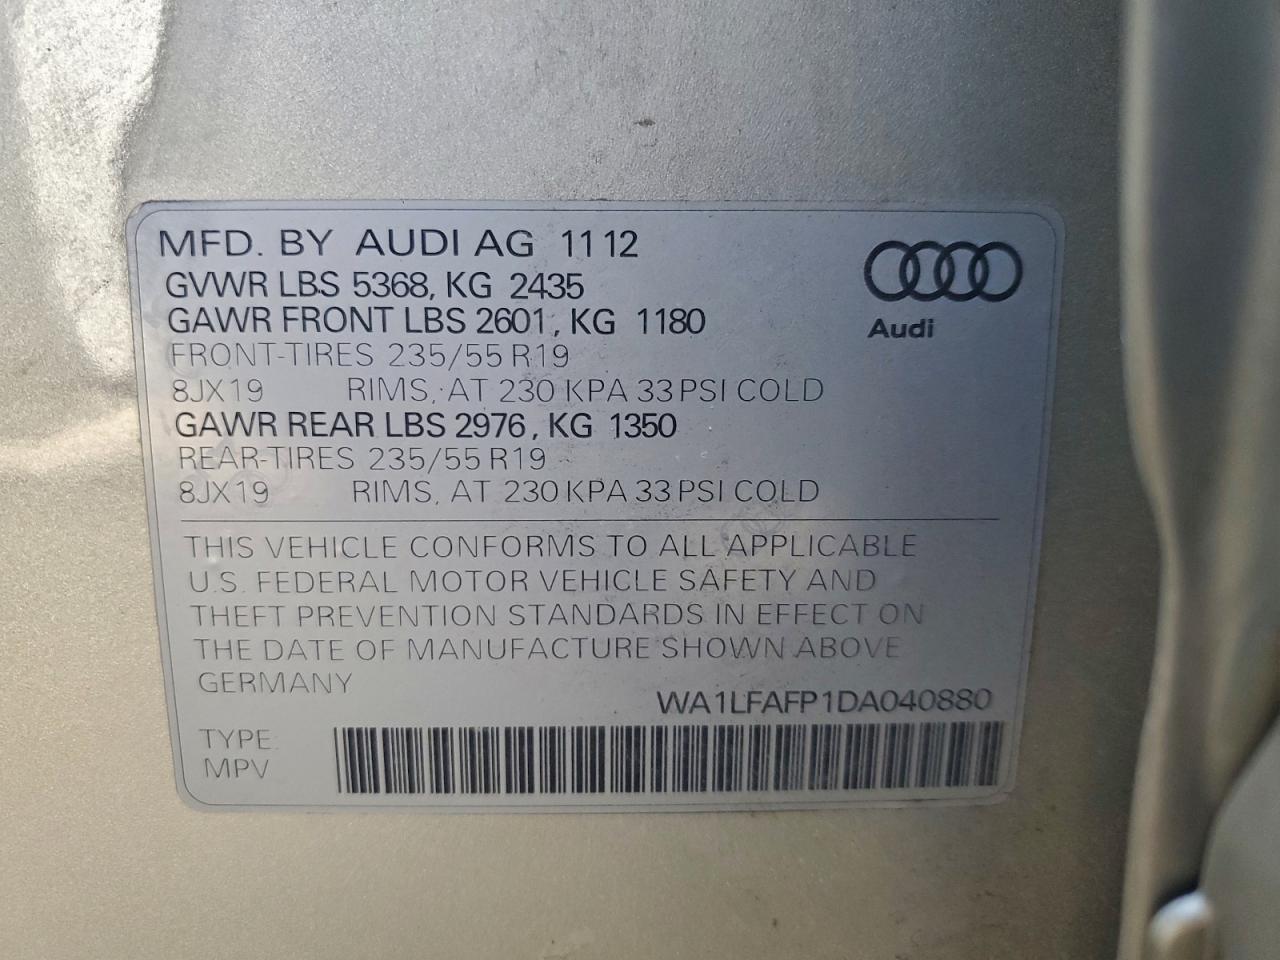 MFD. BY AUDI AG 11 12
GVWR LBS 5368, KG 2435
GAWR FRONT LBS 2601, KG 1180
FRONT-TIRES 235/55 R19
8JX19 RIMS, AT 230 KPA 33 PSI COLD
GAWR REAR LBS 2976, KG 1350
REAR-TIRES 235/55 R19
8JX19 RIMS, AT 230 KPA 33 PSI COLD
Audi
THIS VEHICLE CONFORMS TO ALL APPLICABLE
U.S. FEDERAL MOTOR VEHICLE SAFETY AND
THEFT PREVENTION STANDARDS IN EFFECT ON
THE DATE OF MANUFACTURE SHOWN ABOVE
GERMANY
WA1LFAFP1DA040880
TYPE:
MPV